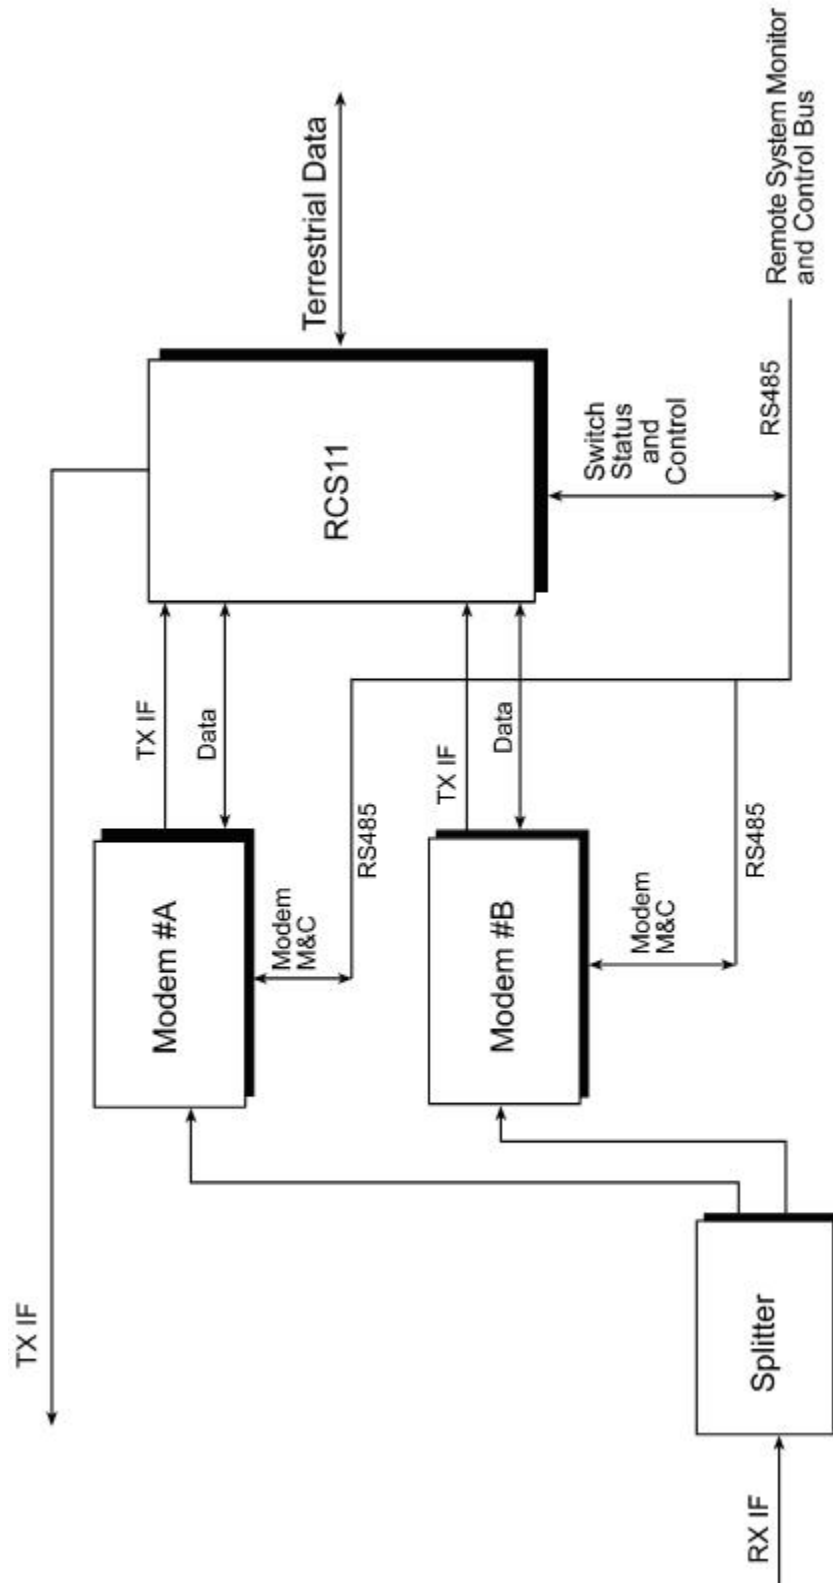 TX IF
TX IF
Modem #A
Data
Modem
M&C
RS485
Terrestrial Data
RCS11
TX IF
Modem #B
Data
Switch
Status
and
Control
Modem
M&C
RS485
RX IF
Splitter
RS485
Remote System Monitor
and Control Bus